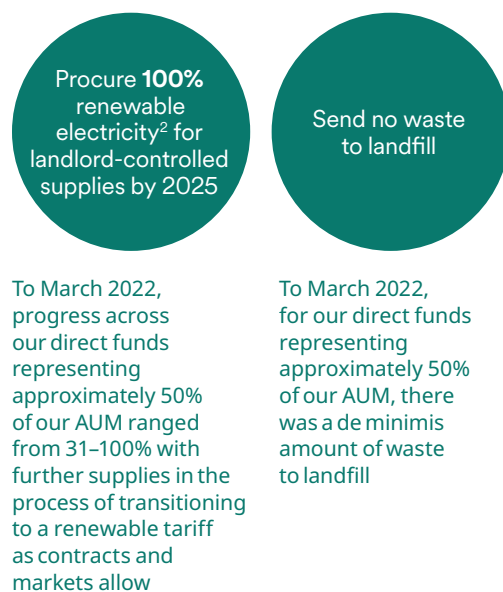 Procure 100%
renewable
electricity² for
landlord-controlled
supplies by 2025
To March 2022,
progress across
our direct funds
representing
approximately 50%
of our AUM ranged
from 31–100% with
further supplies in the
process of transitioning
to a renewable tariff
as contracts and
markets allow
Send no waste
to landfill
To March 2022,
for our direct funds
representing
approximately 50%
of our AUM, there
was a de minimis
amount of waste
to landfill